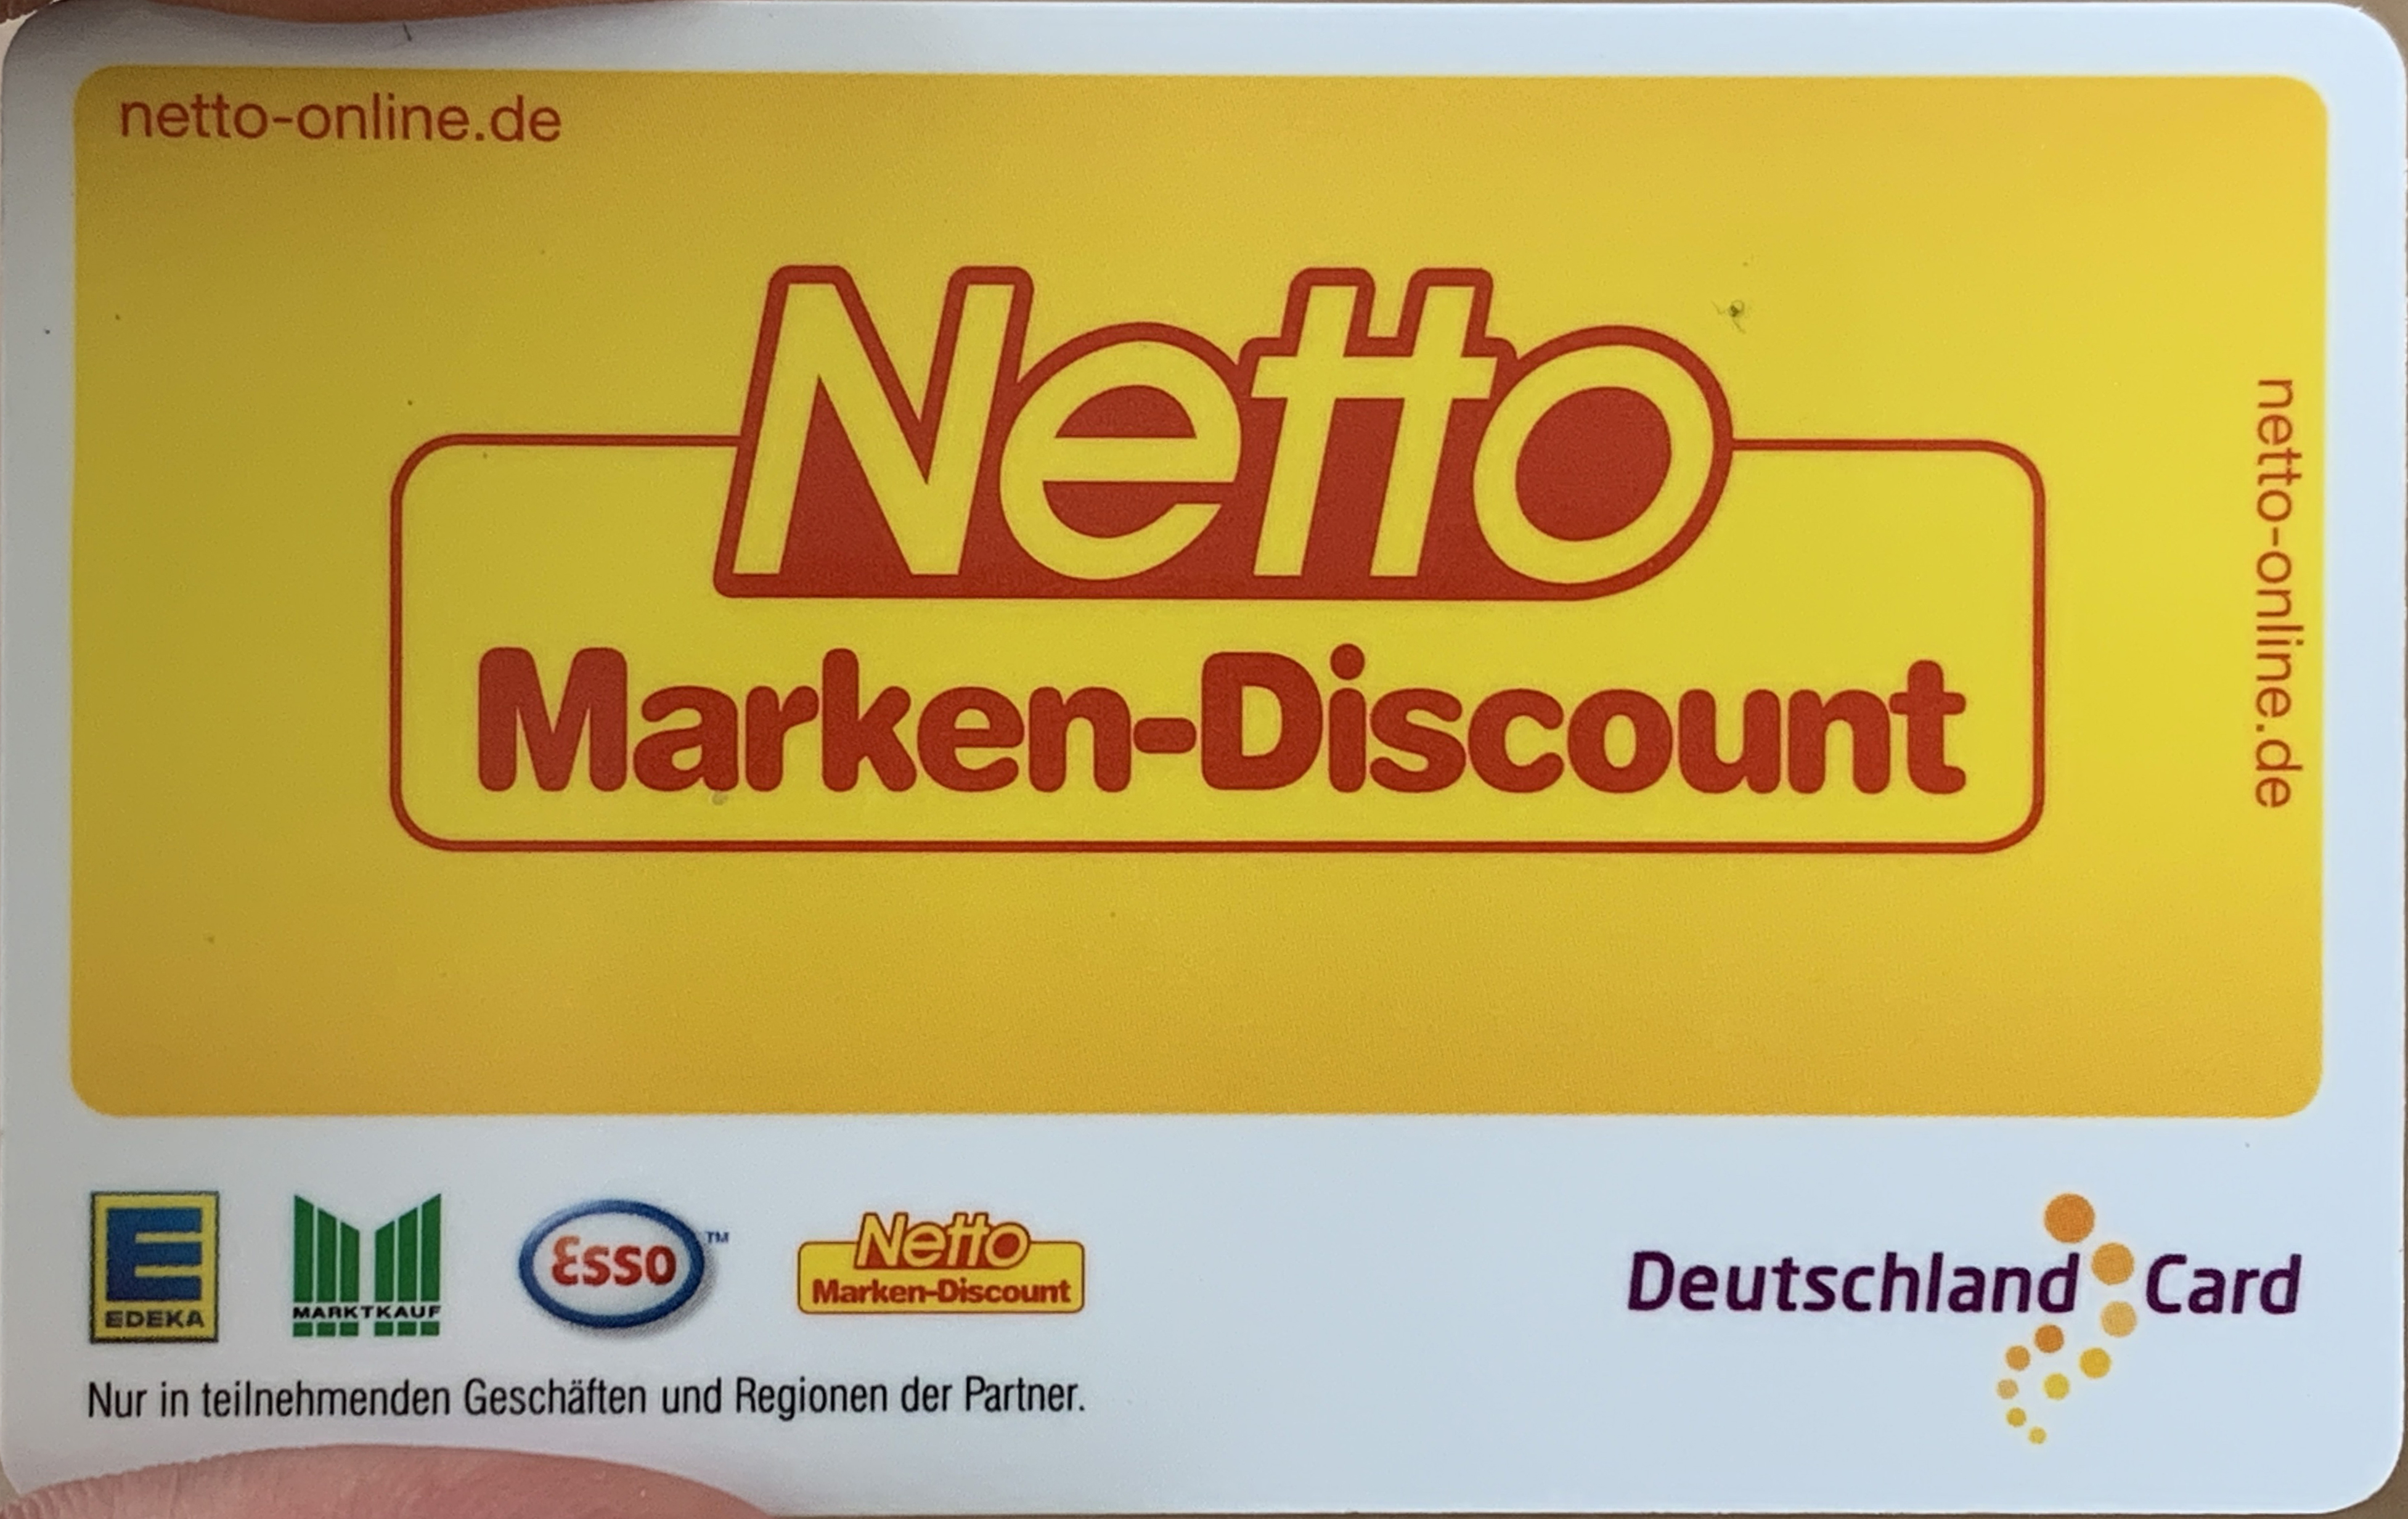 netto-online.de
Netto
Marken-Discount
netto-online.de
EDEKA
MARKTKAUF
Esso
TM
Netto
Marken-Discount
Deutschland Card
Nur in teilnehmenden Geschäften und Regionen der Partner.